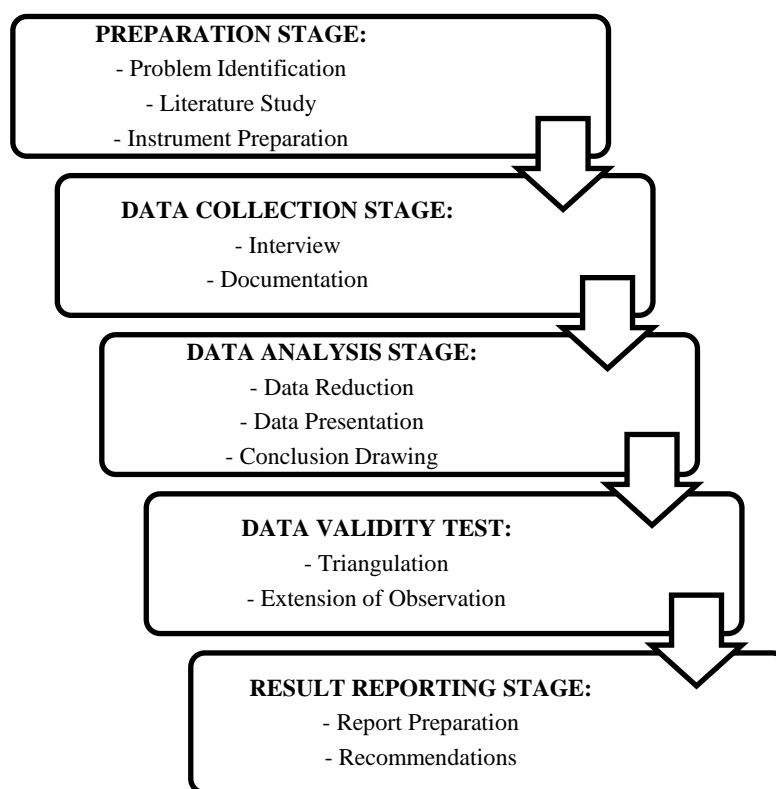 PREPARATION STAGE:
- Problem Identification
- Literature Study
- Instrument Preparation
DATA COLLECTION STAGE:
- Interview
- Documentation
DATA ANALYSIS STAGE:
- Data Reduction
- Data Presentation
- Conclusion Drawing
DATA VALIDITY TEST:
- Triangulation
- Extension of Observation
RESULT REPORTING STAGE:
- Report Preparation
- Recommendations